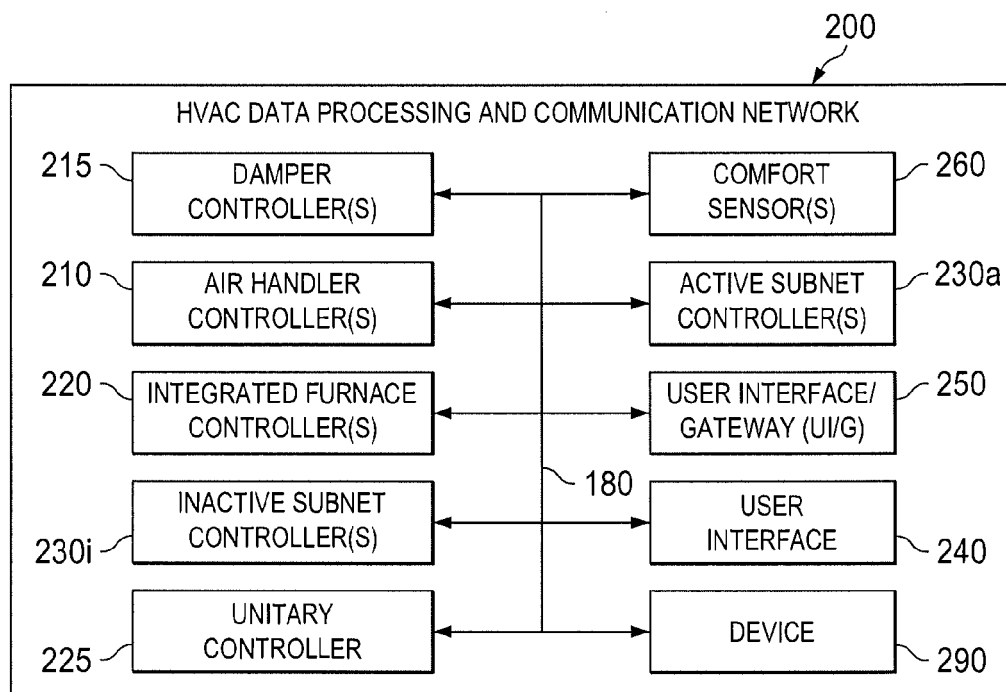 200
HVAC DATA PROCESSING AND COMMUNICATION NETWORK
215
DAMPER
CONTROLLER(S)
COMFORT
SENSOR(S)
260
210
AIR HANDLER
CONTROLLER(S)
ACTIVE SUBNET
CONTROLLER(S)
230a
220
INTEGRATED FURNACE
CONTROLLER(S)
USER INTERFACE/
GATEWAY (UI/G)
250
180
230i
INACTIVE SUBNET
CONTROLLER(S)
USER
INTERFACE
240
225
UNITARY
CONTROLLER
DEVICE
290